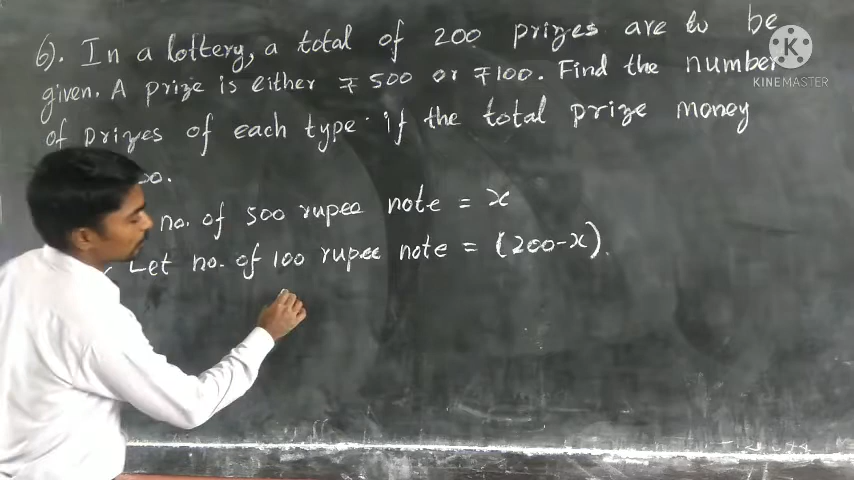 6). In a lottery, a total of 200 prizes are to be
given. A prize is either ₹500 or ₹100. Find the number
of prizes of each type if the total prize money
no. of 500 rupee note = x
Let no. of 100 rupee note = (200-x).
K
KINEMASTER